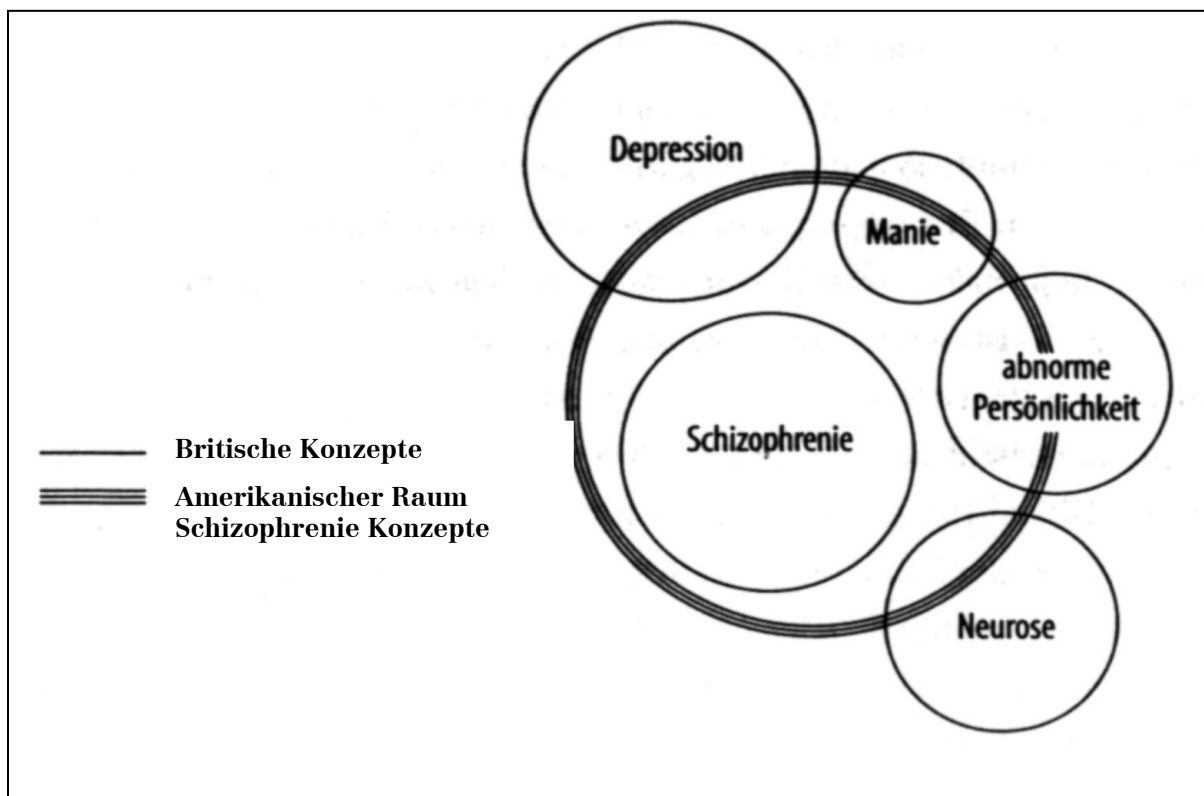 Depression
Manie
abnorme
Persönlichkeit
Schizophrenie
Britische Konzepte
Amerikanischer Raum
Schizophrenie Konzepte
Neurose